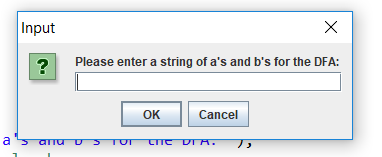 Input
Please enter a string of a's and b's for the DFA:
OK Cancel
a's and b's for the DFA: ");